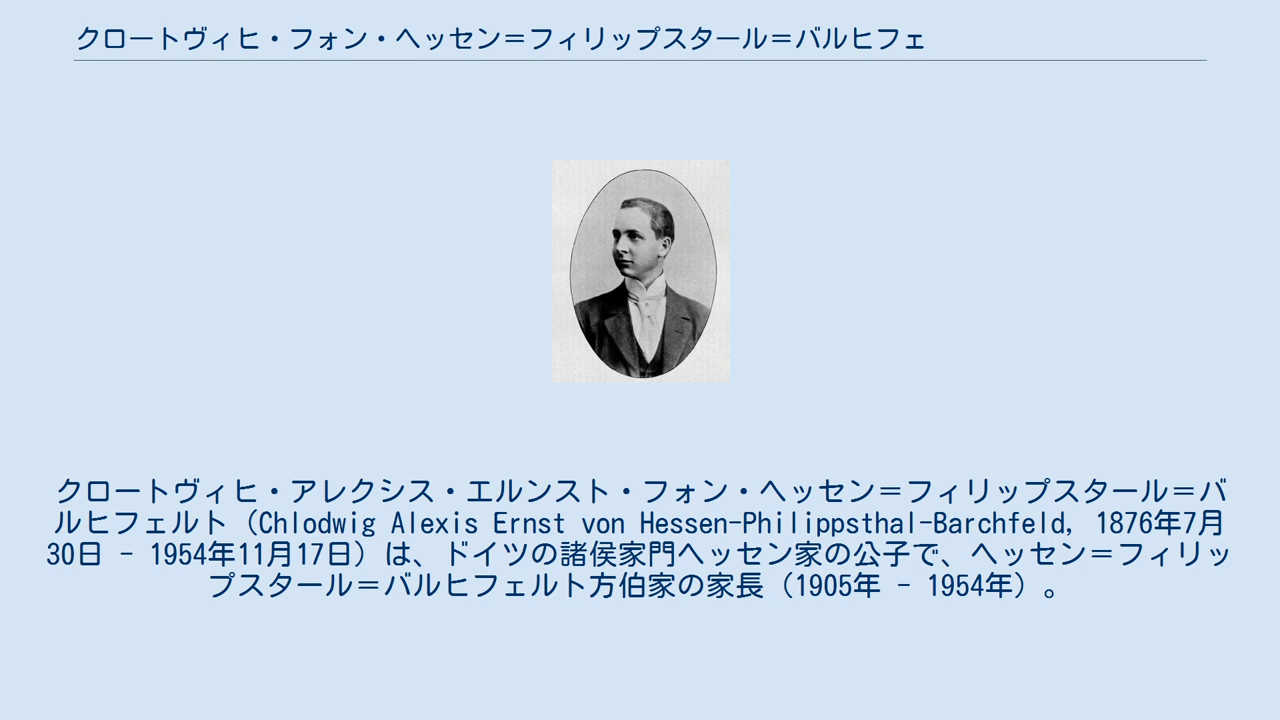 クロートヴィヒ・フォン・ヘッセン＝フィリップスタール＝バルヒフェ
クロートヴィヒ・アレクシス・エルンスト・フォン・ヘッセン＝フィリップスタール＝バ
ルヒフェルト（Chlodwig Alexis Ernst von Hessen-Philippsthal-Barchfeld, 1876年7月
30日 - 1954年11月17日）は、ドイツの諸侯家門ヘッセン家の公子で、ヘッセン＝フィリッ
プスタール＝バルヒフェルト方伯家の家長（1905年 - 1954年）。